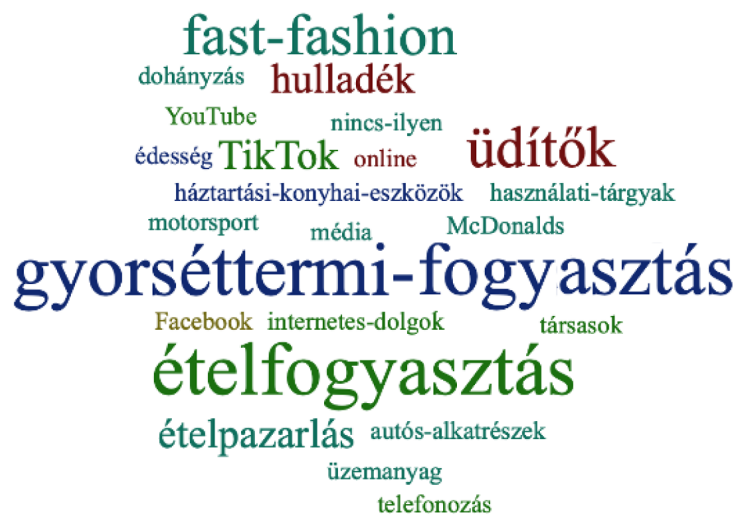 fast-fashion
dohányzás hulladék
YouTube nincs-ilyen
édesség TikTok online üdítők
háztartási-konyhai-eszközök használati-tárgyak
motorsport média McDonalds
gyorséttermi-fogyasztás
Facebook internetes-dolgok társasok
ételfogyasztás
ételpazarlás autós-alkatrészek
üzemanyag
telefonozás